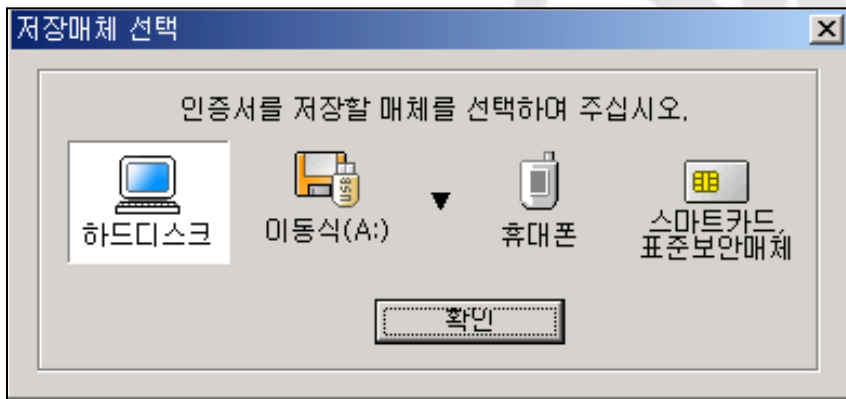 저장매체 선택
인증서를 저장할 매체를 선택하여 주십시오.
하드디스크
이동식(A:)
휴대폰
스마트카드,
표준보안매체
확인